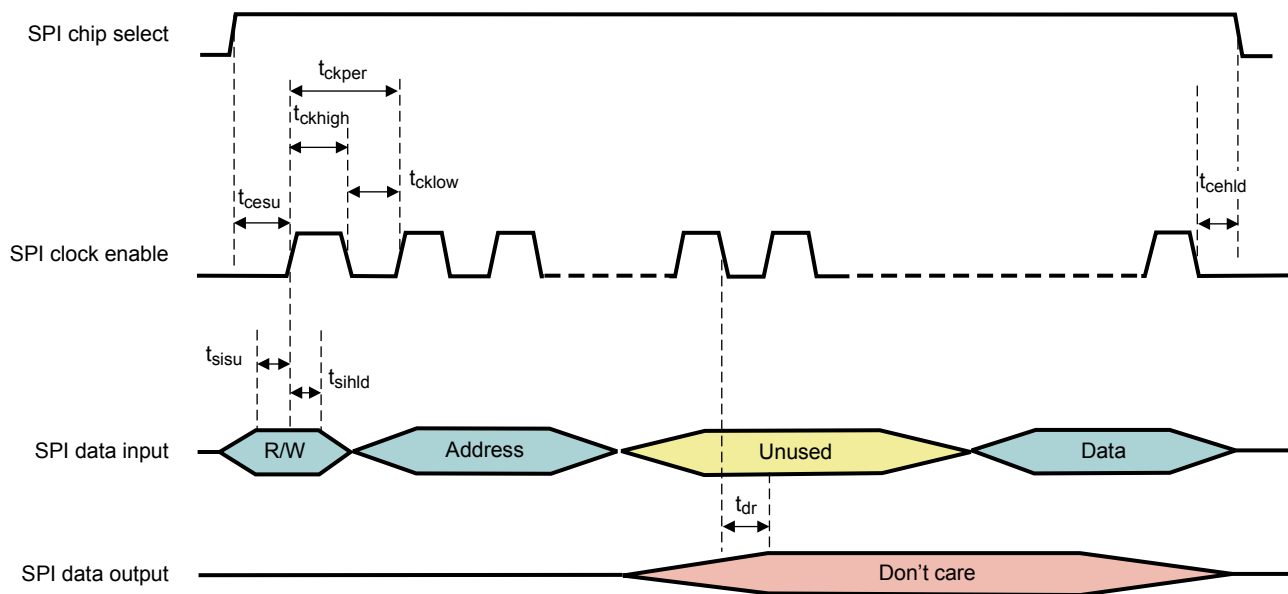 SPI chip select
tckper
tckhigh
tcklow
tcesu
tcehld
SPI clock enable
tsisu
tsihld
SPI data input
R/W
Address
Unused
Data
tdr
SPI data output
Don't care